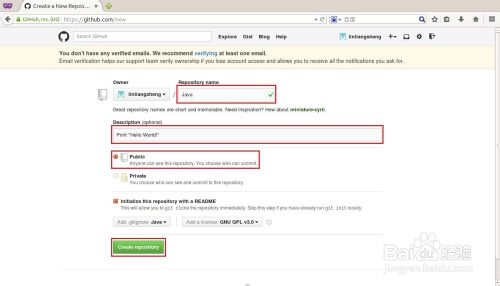 Create a New Repos...
GitHub, Inc. (US) https://github.com/new
百度
Search GitHub
Explore Gist Blog Help
linliangsheng
You don't have any verified emails. We recommend verifying at least one email.
Email verification helps our support team verify ownership if you lose account access and allows you to receive all the notifications you ask for.
Owner Repository name
linliangsheng / Java
Great repository names are short and memorable. Need inspiration? How about miniature-syril.
Description (optional)
Print "Hello World!"
Public
Anyone can see this repository. You choose who can commit.
Private
You choose who can see and commit to this repository.
Initialize this repository with a README
This will allow you to git clone the repository immediately. Skip this step if you have already run git init locally.
Add .gitignore: Java Add a license: GNU GPL v3.0
Create repository
Baidu 经验
jingyan.baidu.com